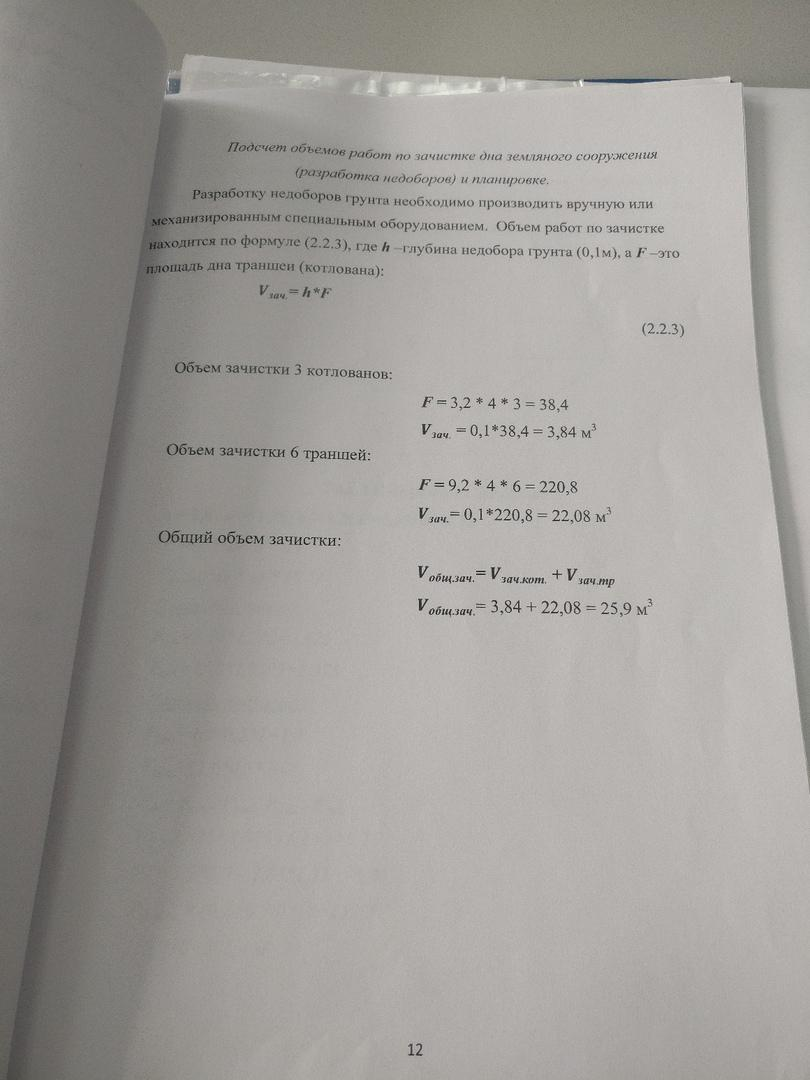 Подсчет объемов работ по зачистке дна земляного сооружения
(разработка недоборов) и планировке.
Разработку недоборов грунта необходимо производить вручную или
механизированным специальным оборудованием. Объем работ по зачистке
находится по формуле (2.2.3), где h –глубина недобора грунта (0,1м), а F –это
площадь дна траншеи (котлована):
Vзач.= h*F
(2.2.3)
Объем зачистки 3 котлованов:
F = 3,2 * 4 * 3 = 38,4
Vзач. = 0,1*38,4 = 3,84 м³
Объем зачистки 6 траншей:
F = 9,2 * 4 * 6 = 220,8
Vзач.= 0,1*220,8 = 22,08 м³
Общий объем зачистки:
Vобщ.зач.= Vзач.кот. + Vзач.тр
Vобщ.зач.= 3,84 + 22,08 = 25,9 м³
12